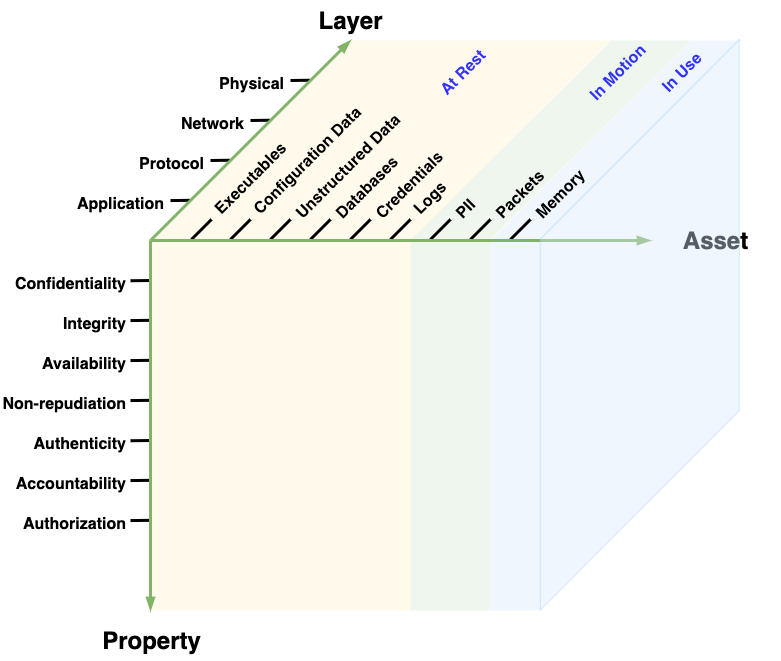 Layer
Physical
Network
Protocol
Application
At Rest
In Motion
In Use
Executables
Configuration Data
Unstructured Data
Databases
Credentials
Logs
PII
Packets
Memory
Asset
Confidentiality
Integrity
Availability
Non-repudiation
Authenticity
Accountability
Authorization
Property